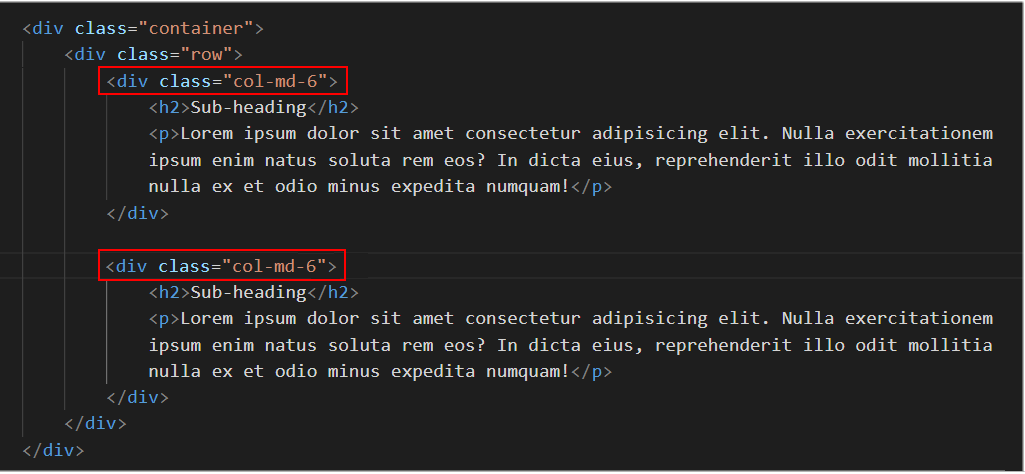 <div class="container">
<div class="row">
<div class="col-md-6">
<h2>Sub-heading</h2>
<p>Lorem ipsum dolor sit amet consectetur adipisicing elit. Nulla exercitationem
ipsum enim natus soluta rem eos? In dicta eius, reprehenderit illo odit mollitia
nulla ex et odio minus expedita numquam!</p>
</div>
<div class="col-md-6">
<h2>Sub-heading</h2>
<p>Lorem ipsum dolor sit amet consectetur adipisicing elit. Nulla exercitationem
ipsum enim natus soluta rem eos? In dicta eius, reprehenderit illo odit mollitia
nulla ex et odio minus expedita numquam!</p>
</div>
</div>
</div>